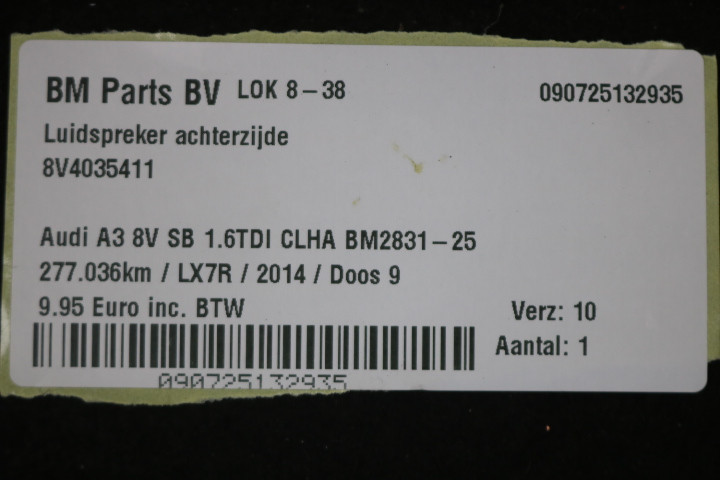 BM Parts BV LOK 8-38 090725132935
Luidspreker achterzijde
8V4035411
Audi A3 8V SB 1.6TDI CLHA BM2831-25
277.036km / LX7R / 2014 / Doos 9
9.95 Euro inc. BTW Verz: 10
Aantal: 1
090725132935